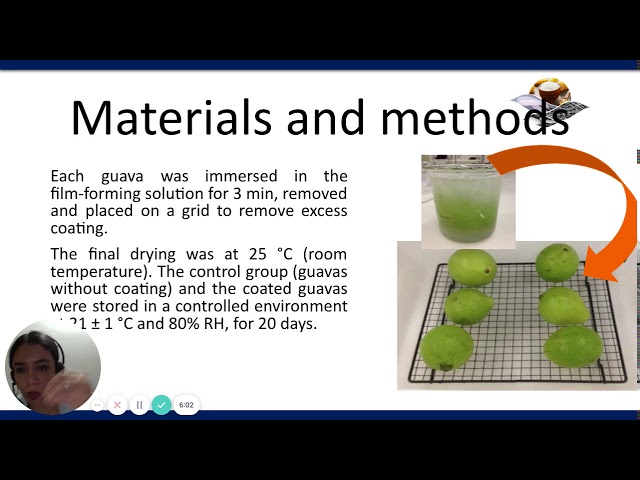 Materials and methods
Each guava was immersed in the
film-forming solution for 3 min, removed
and placed on a grid to remove excess
coating.
The final drying was at 25 °C (room
temperature). The control group (guavas
without coating) and the coated guavas
were stored in a controlled environment
21 ± 1 °C and 80% RH, for 20 days.
6:02